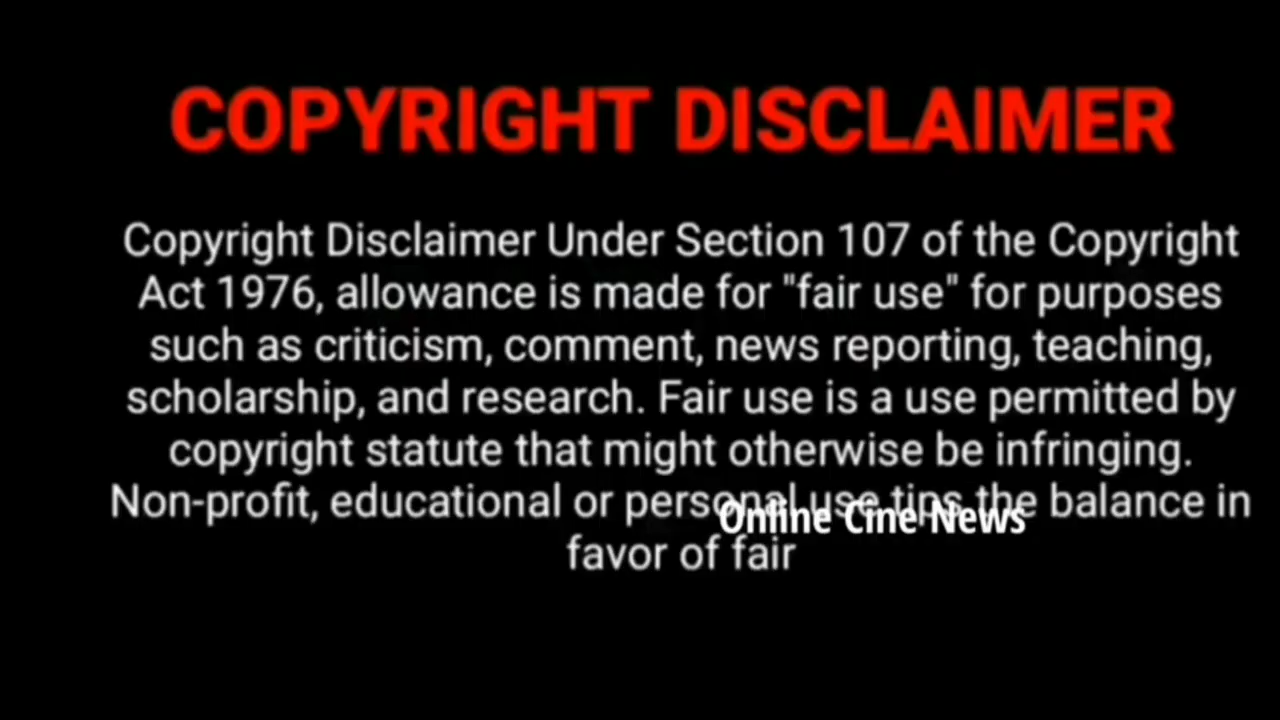 COPYRIGHT DISCLAIMER
Copyright Disclaimer Under Section 107 of the Copyright
Act 1976, allowance is made for "fair use" for purposes
such as criticism, comment, news reporting, teaching,
scholarship, and research. Fair use is a use permitted by
copyright statute that might otherwise be infringing.
Non-profit, educational or personal use tips the balance in
Online Cine News
favor of fair